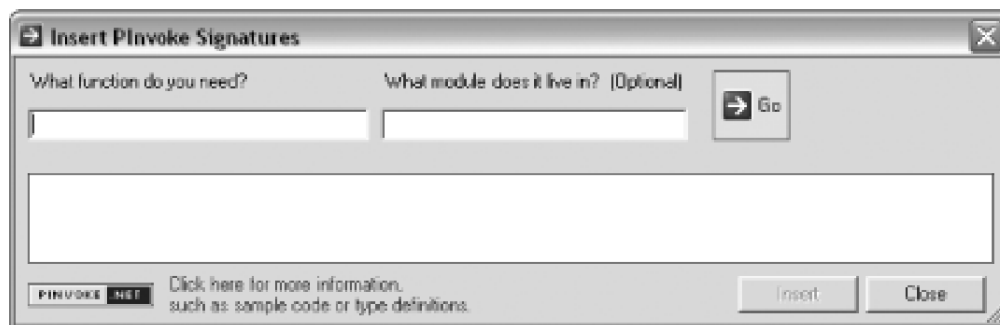 Insert PInvoke Signatures
What function do you need?
What module does it live in? (Optional)
Go
PINVOKE .NET
Click here for more information,
such as sample code or type definitions.
Insert
Close